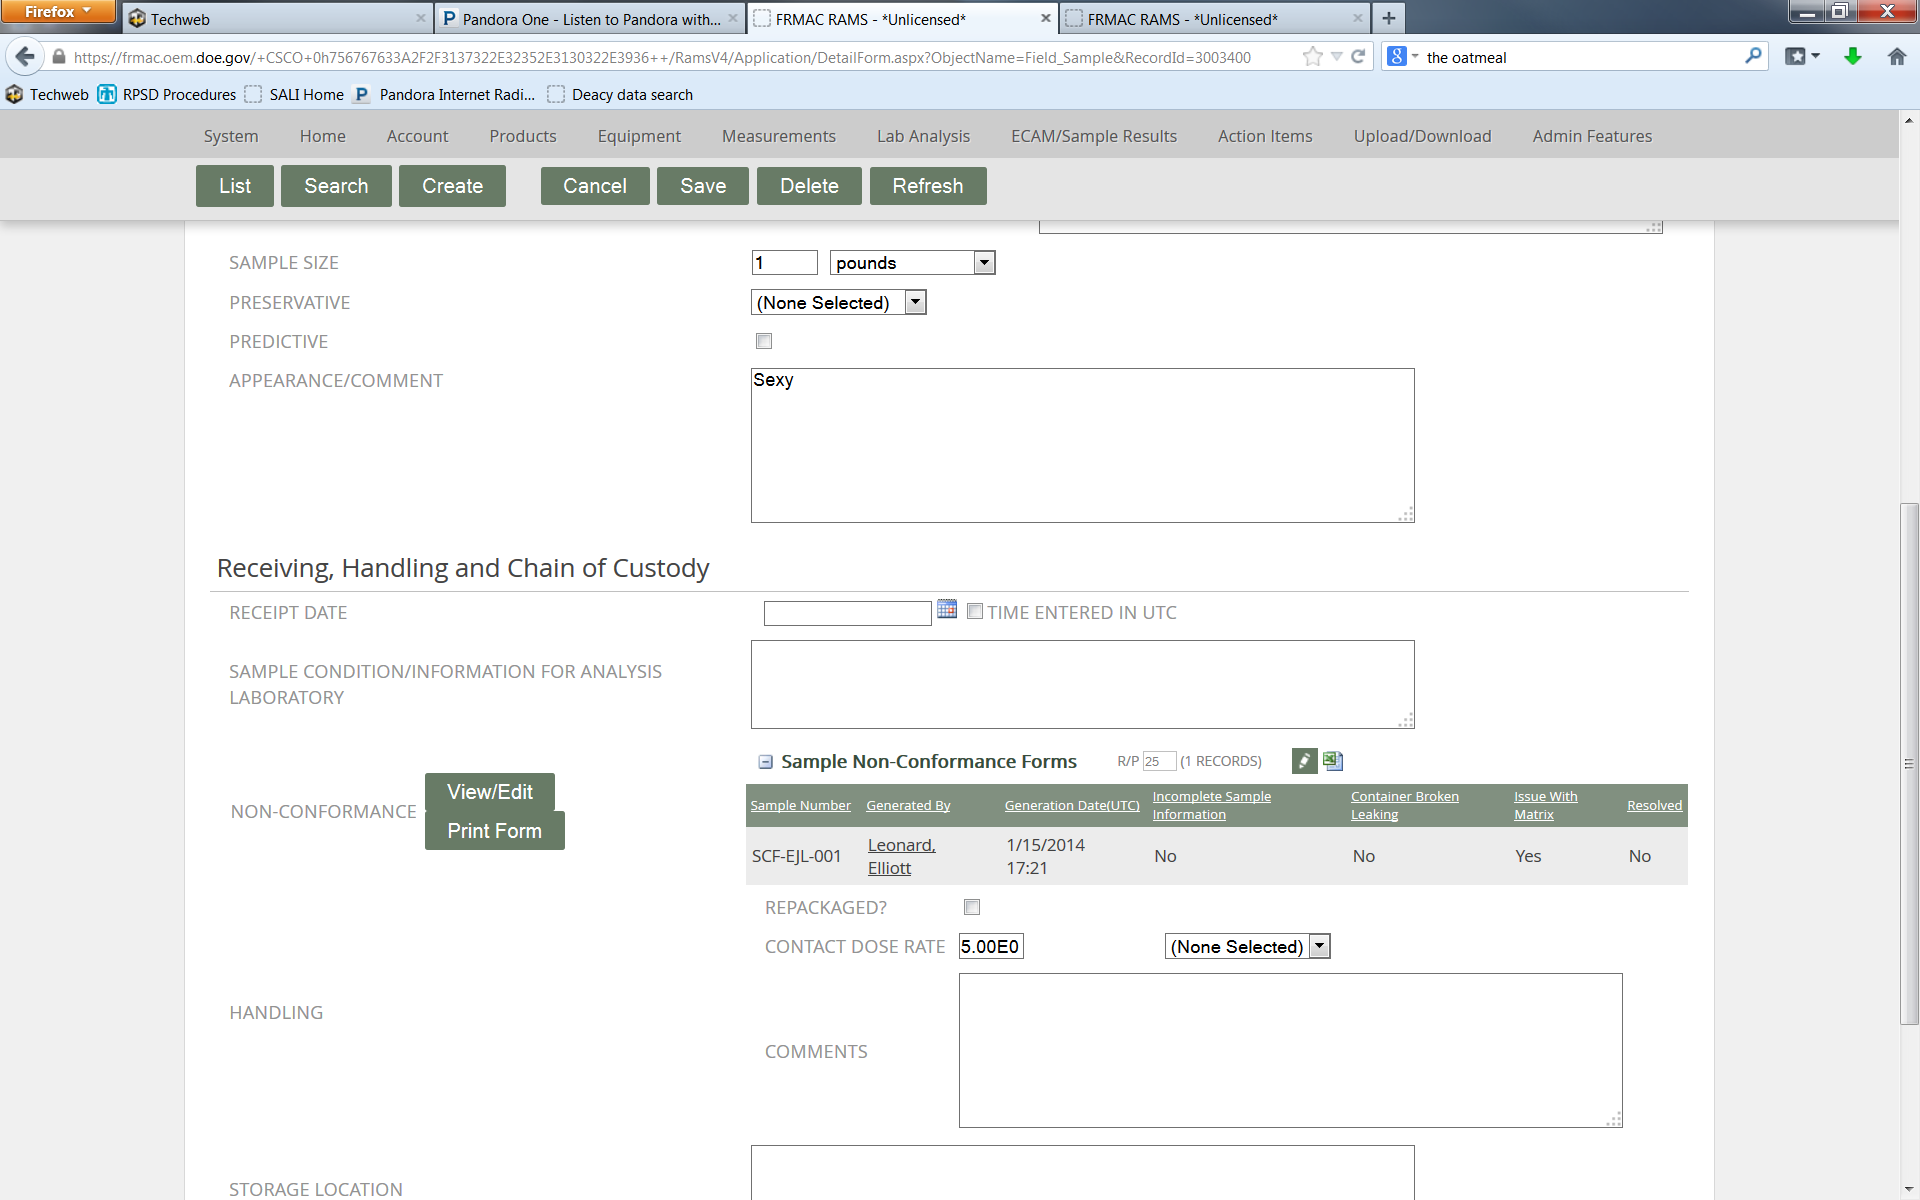 Firefox
Techweb
Pandora One - Listen to Pandora with...
FRMAC RAMS - *Unlicensed*
FRMAC RAMS - *Unlicensed*
https://frmac.oem.doe.gov/+CSCO+0h756767633A2F2F3137322E32352E3130322E3936++/RamsV4/Application/DetailForm.aspx?ObjectName=Field_Sample&RecordId=3003400
the oatmeal
Techweb
RPSD Procedures
SALI Home
Pandora Internet Radi...
Deacy data search
System Home Account Products Equipment Measurements Lab Analysis ECAM/Sample Results Action Items Upload/Download Admin Features
List Search Create Cancel Save Delete Refresh
SAMPLE SIZE 1 pounds
PRESERVATIVE (None Selected)
PREDICTIVE
APPEARANCE/COMMENT Sexy
Receiving, Handling and Chain of Custody
RECEIPT DATE TIME ENTERED IN UTC
SAMPLE CONDITION/INFORMATION FOR ANALYSIS
LABORATORY
NON-CONFORMANCE
View/Edit
Print Form
Sample Non-Conformance Forms R/P 25 (1 RECORDS)
Sample Number
Generated By
Generation Date(UTC)
Incomplete Sample
Information
Container Broken
Leaking
Issue With
Matrix
Resolved
SCF-EJL-001
Leonard,
Elliott
1/15/2014
17:21
No
No
Yes
No
REPACKAGED?
CONTACT DOSE RATE 5.00E0 (None Selected)
HANDLING
COMMENTS
STORAGE LOCATION